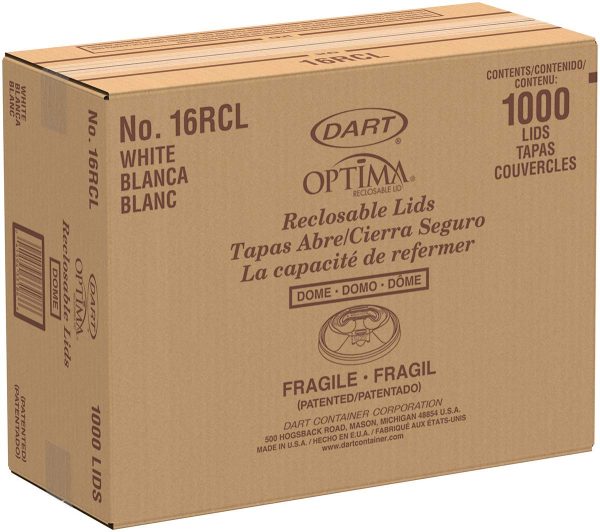 16RCL
No. 16RCL
WHITE
BLANCA
BLANC
CONTENTS/CONTENIDO/
CONTENU:
1000
LIDS
TAPAS
COUVERCLES
DART®
OPTIMA®
RECLOSABLE LID
Reclosable Lids
Tapas Abre/Cierra Seguro
La capacité de refermer
DOME • DOMO • DÔME
FRAGILE • FRAGIL
(PATENTED/PATENTADO)
DART CONTAINER CORPORATION
500 HOGSBACK ROAD, MASON, MICHIGAN 48854 U.S.A.
MADE IN U.S.A. / HECHO EN E.U.A. / FABRIQUÉ AUX ÉTATS-UNIS
www.dartcontainer.com
WHITE
BLANCA
BLANC
No. 16RCL
DART
OPTIMA
Reclosable Lids
DOME
(PATENTED)
(PATENTADO)
1000 LIDS